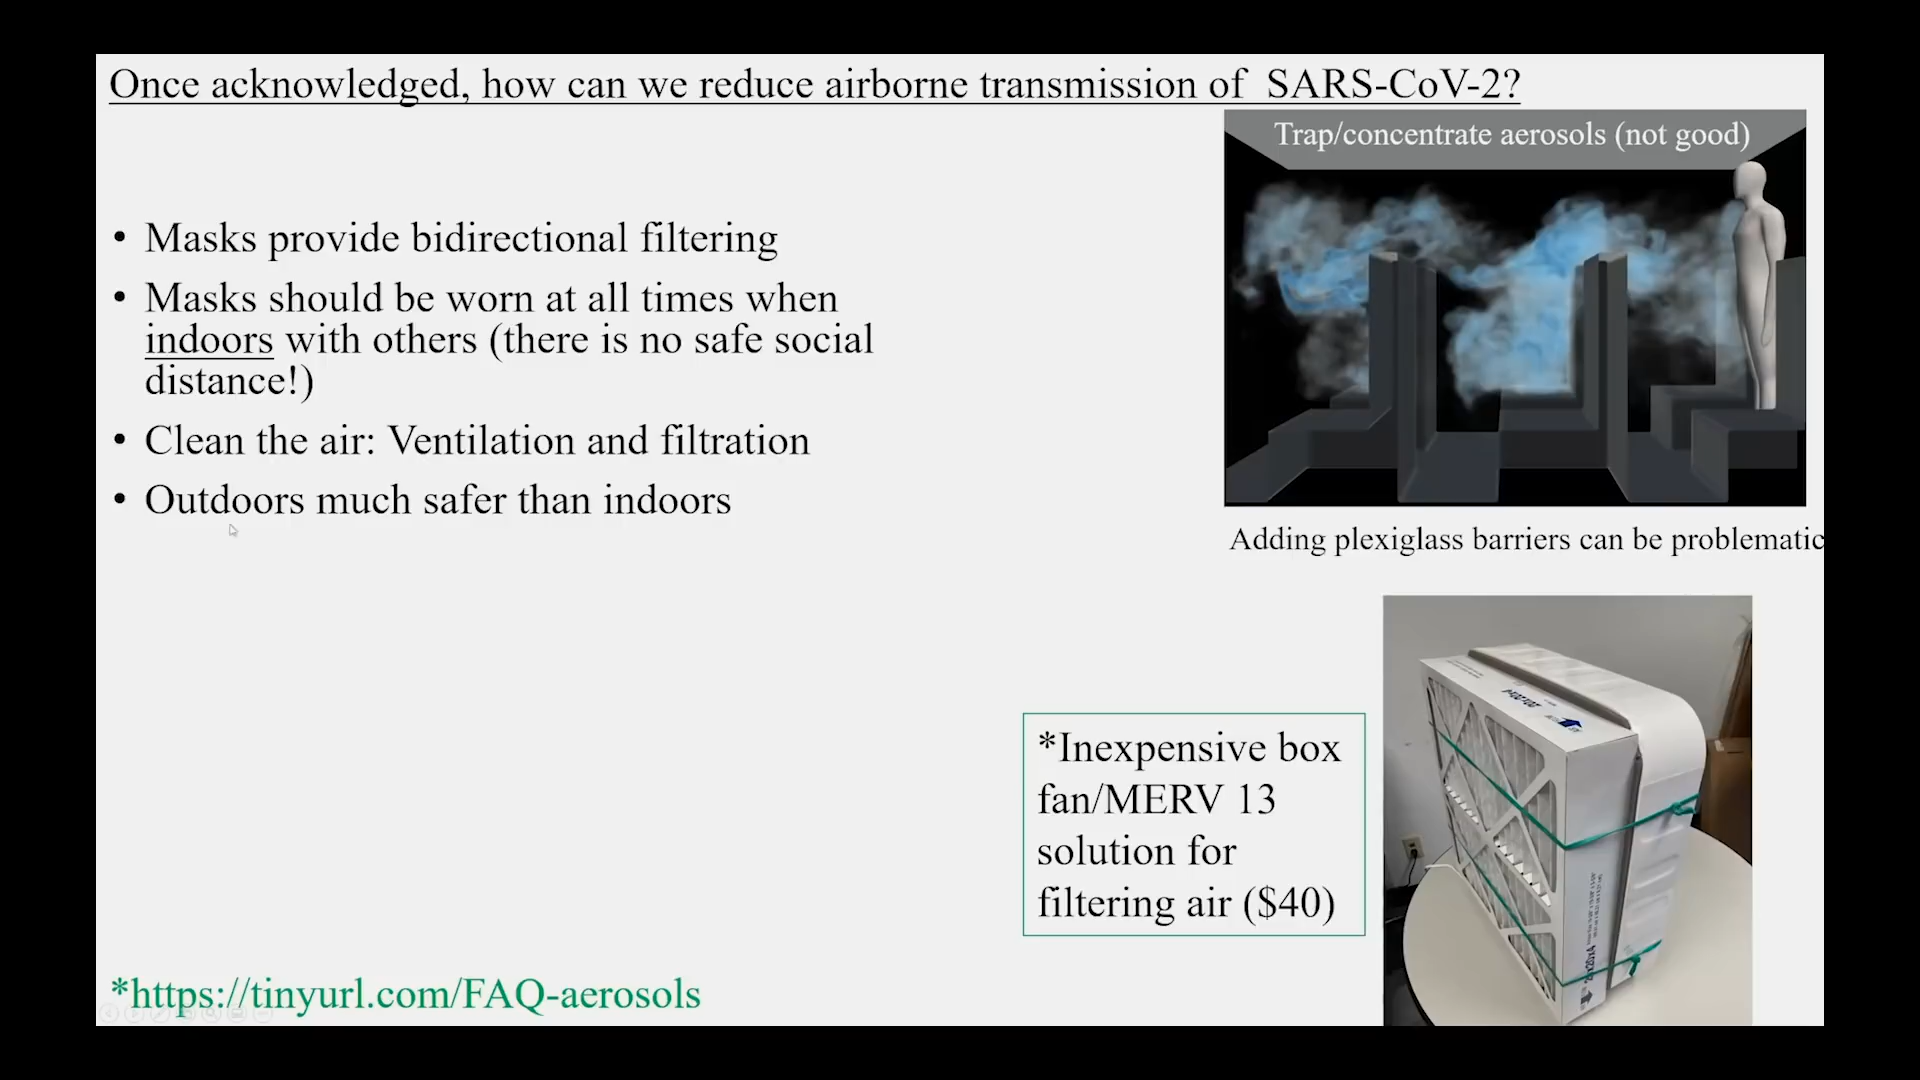 Once acknowledged, how can we reduce airborne transmission of SARS-CoV-2?
Trap/concentrate aerosols (not good)
• Masks provide bidirectional filtering
• Masks should be worn at all times when
indoors with others (there is no safe social
distance!)
• Clean the air: Ventilation and filtration
• Outdoors much safer than indoors
Adding plexiglass barriers can be problematic
*Inexpensive box
fan/MERV 13
solution for
filtering air ($40)
*https://tinyurl.com/FAQ-aerosols